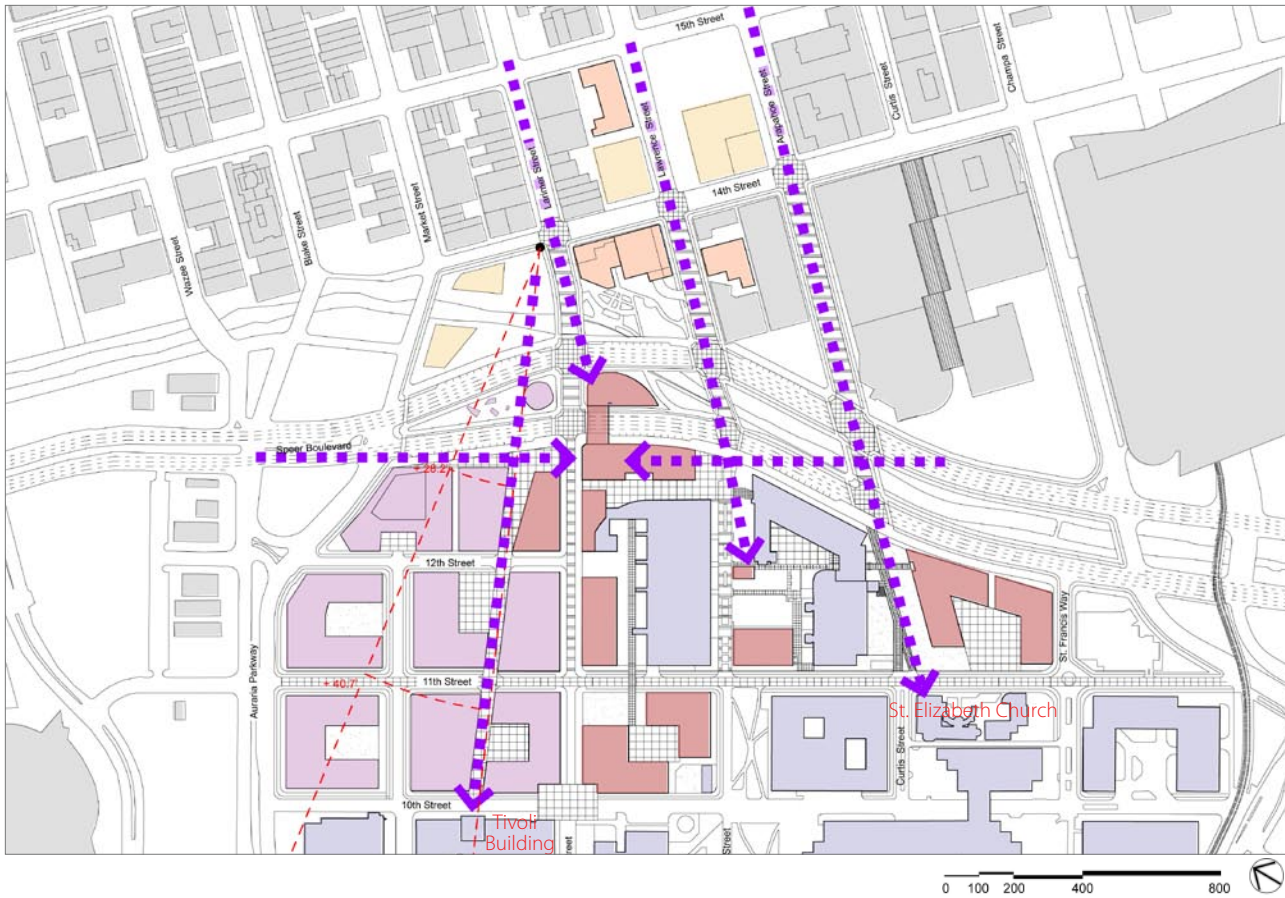 15th Street
Champa Street
Curtis Street
Arapahoe Street
Lawrence Street
Larimer Street
14th Street
Market Street
Blake Street
Wazee Street
Speer Boulevard
+ 28.2'
12th Street
St. Francis Way
Auraria Parkway
+ 40.7'
11th Street
St. Elizabeth Church
Curtis Street
10th Street
Tivoli
Building
reet
Street
0 100 200 400 800